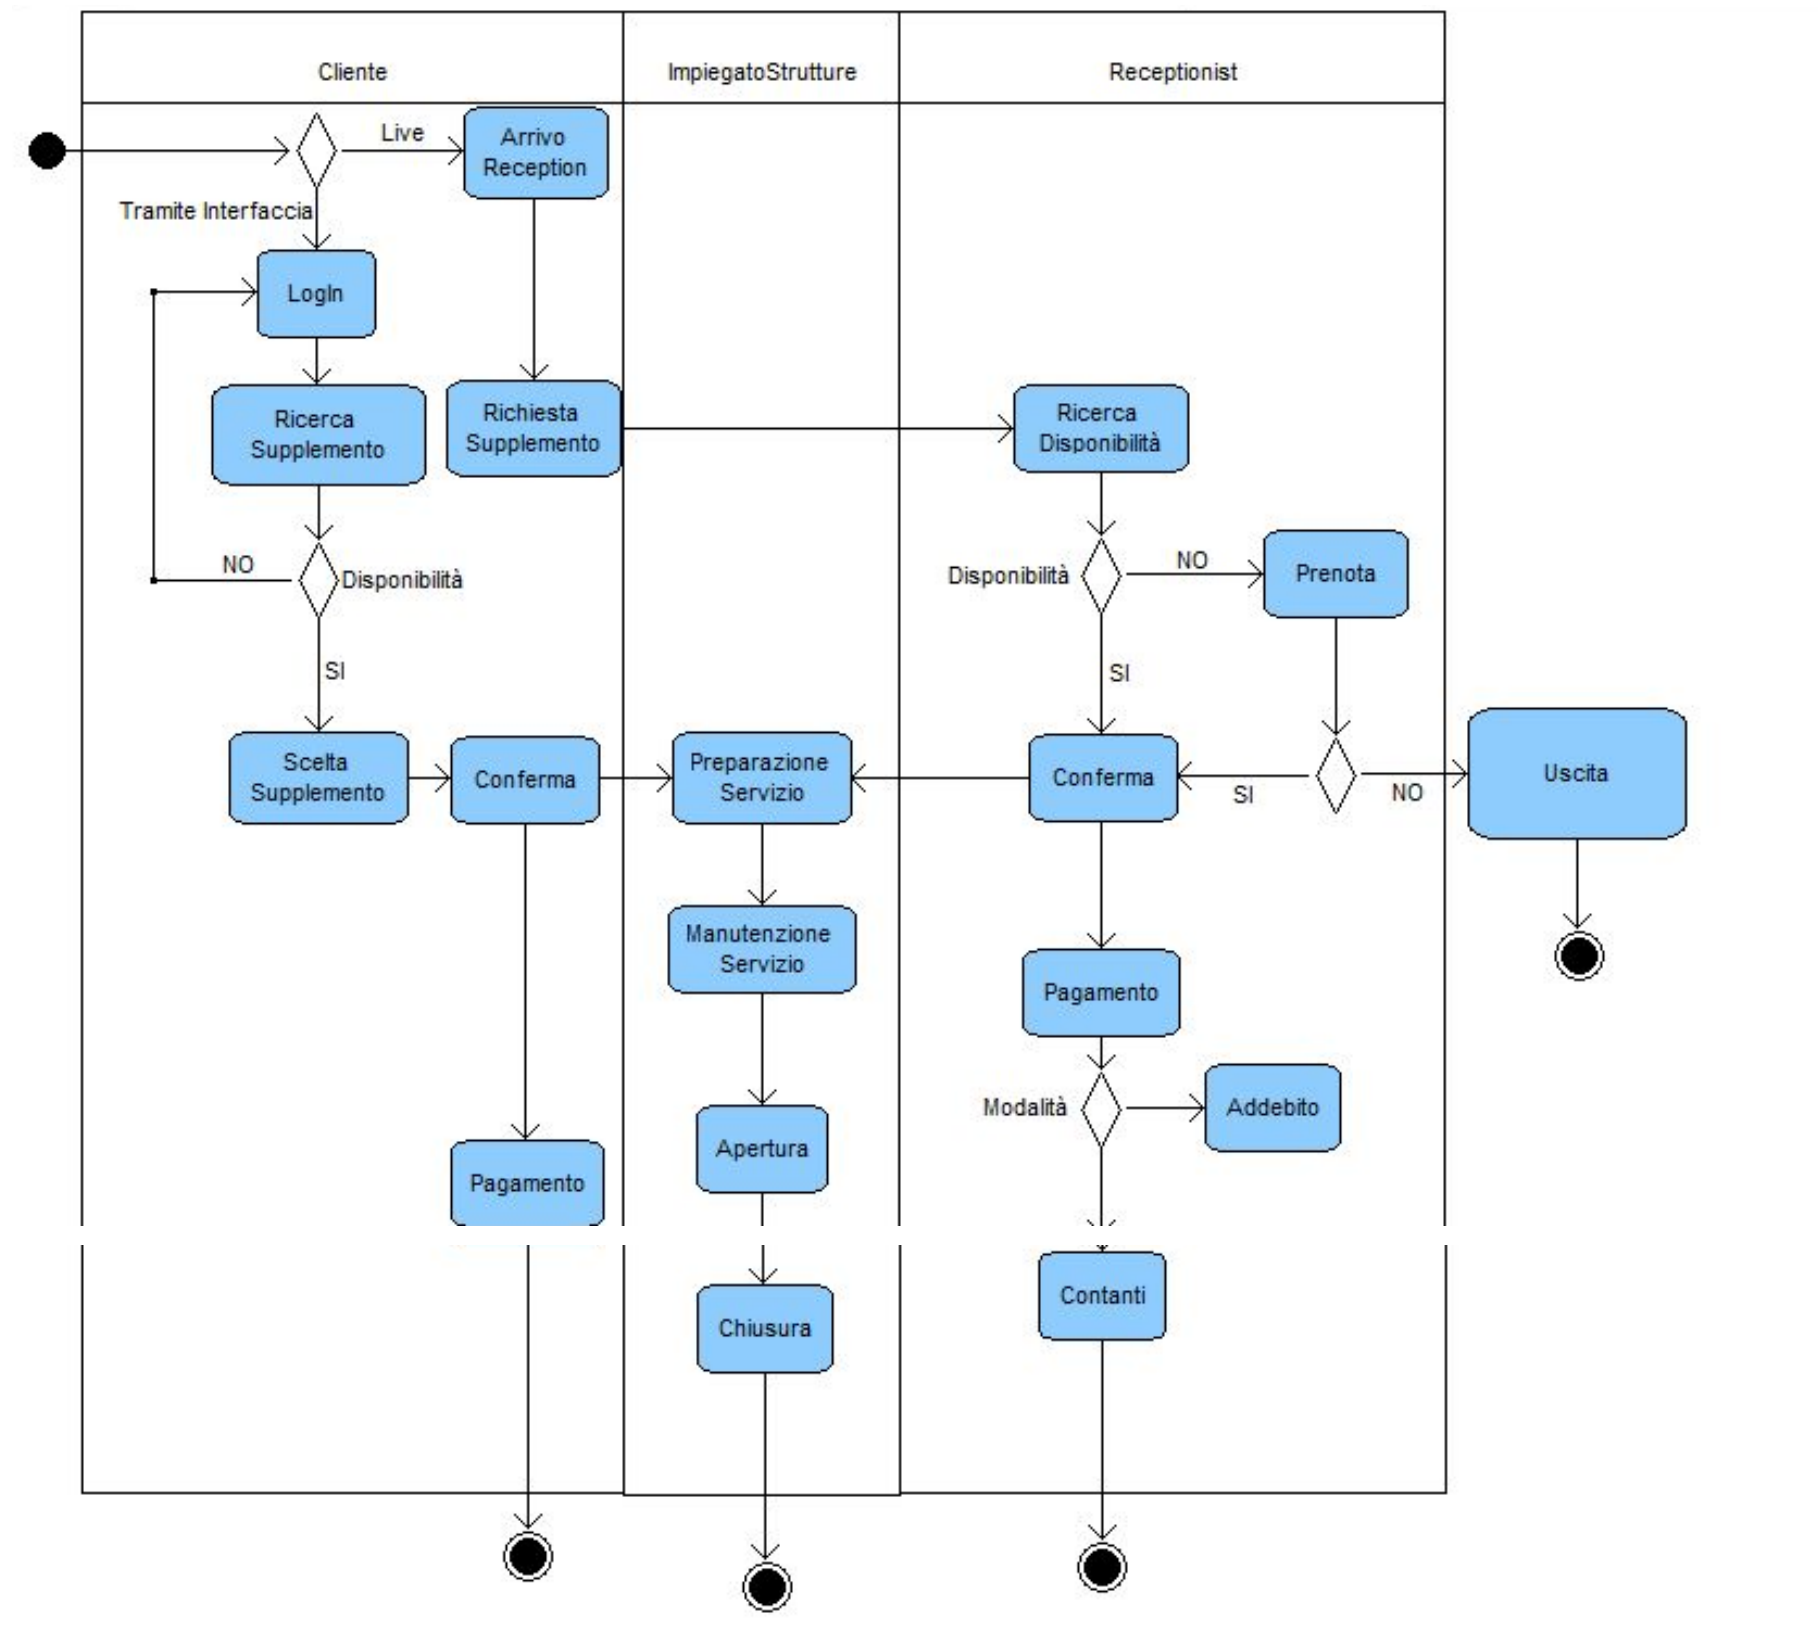 Cliente
ImpiegatoStrutture
Receptionist
Live
Arrivo
Reception
Tramite Interfaccia
LogIn
Ricerca
Supplemento
Richiesta
Supplemento
Ricerca
Disponibilità
NO
Disponibilità
Disponibilità
NO
Prenota
SI
SI
Scelta
Supplemento
Conferma
Preparazione
Servizio
Conferma
SI
NO
Uscita
Manutenzione
Servizio
Pagamento
Modalità
Addebito
Apertura
Pagamento
Contanti
Chiusura